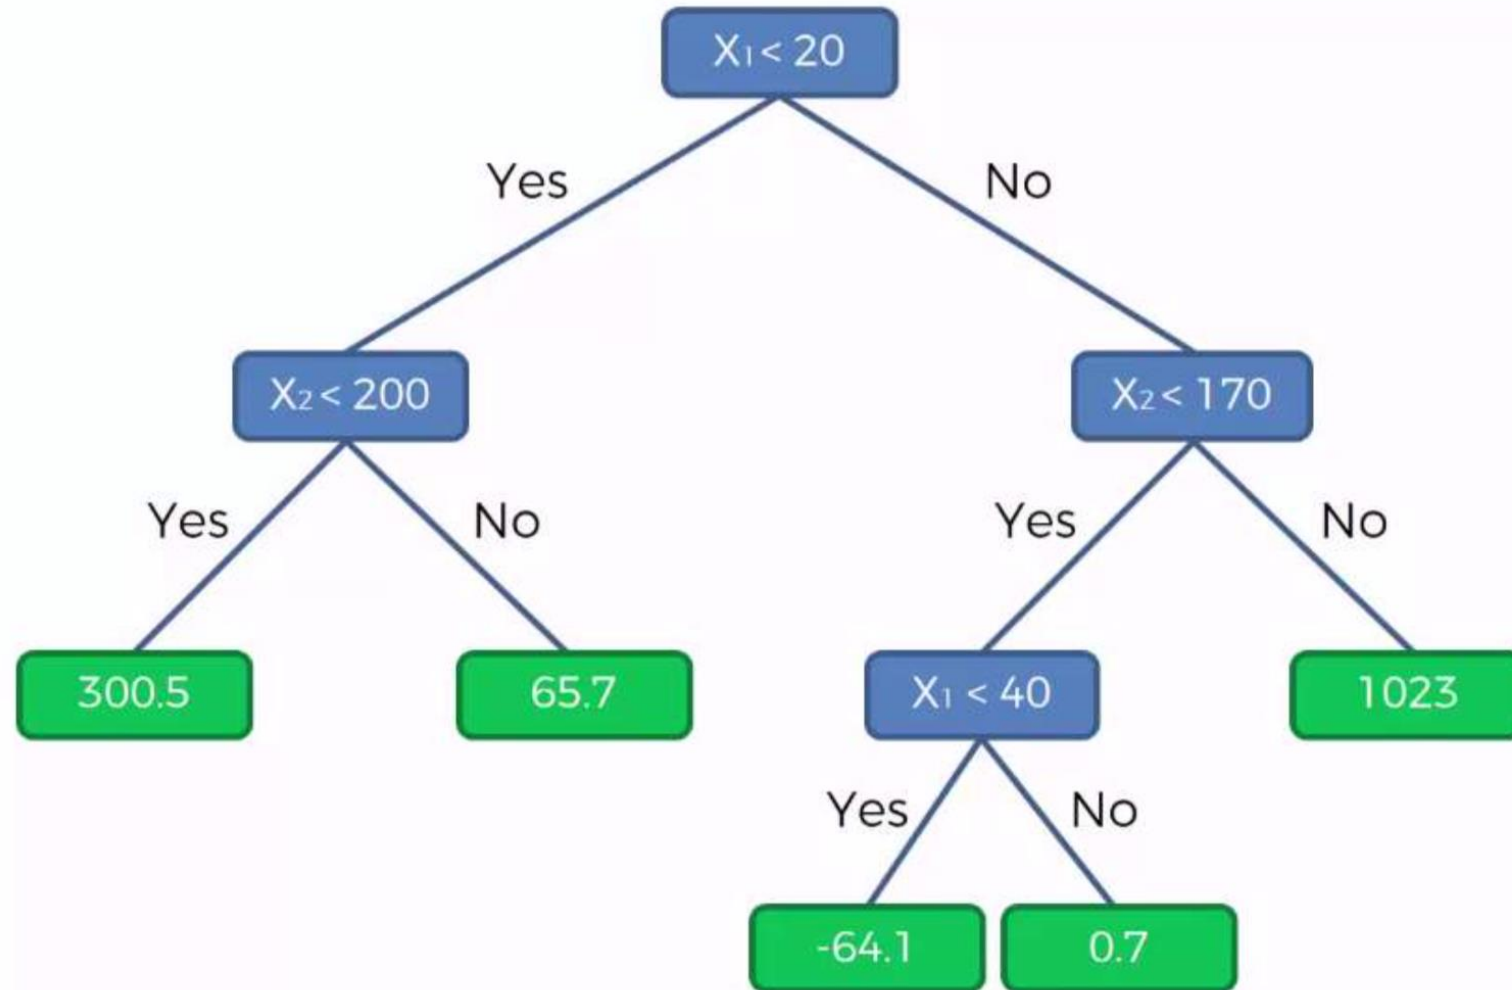 X₁ < 20
Yes
No
X₂ < 200
X₂ < 170
Yes
No
Yes
No
300.5
65.7
X₁ < 40
1023
Yes
No
-64.1
0.7